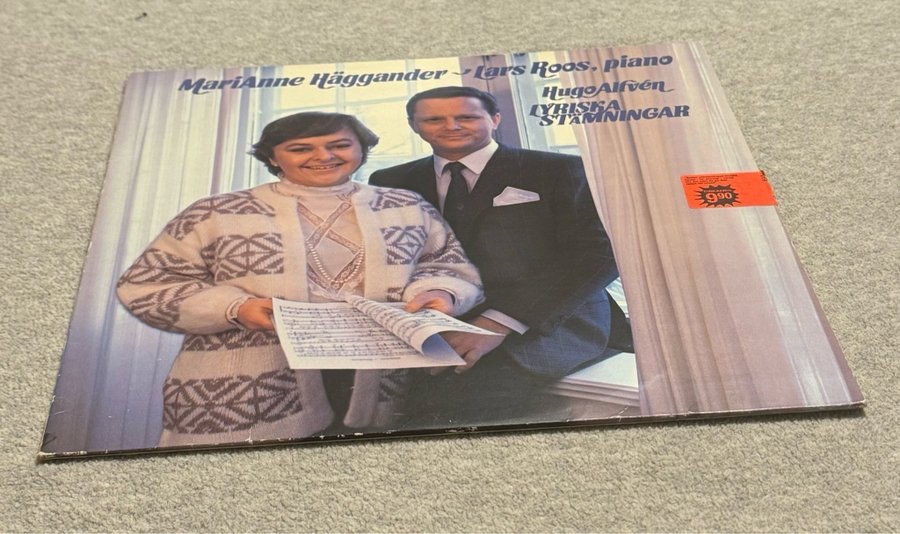 MariAnne Häggander ~ Lars Roos, piano
Hugo Alfvén
LYRISKA
STÄMNINGAR
9.90